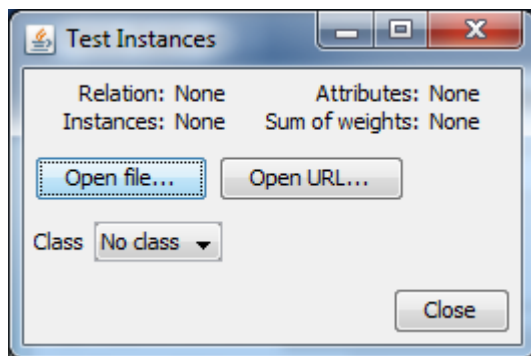 Test Instances
Relation: None Attributes: None
Instances: None Sum of weights: None
Open file... Open URL...
Class No class
Close